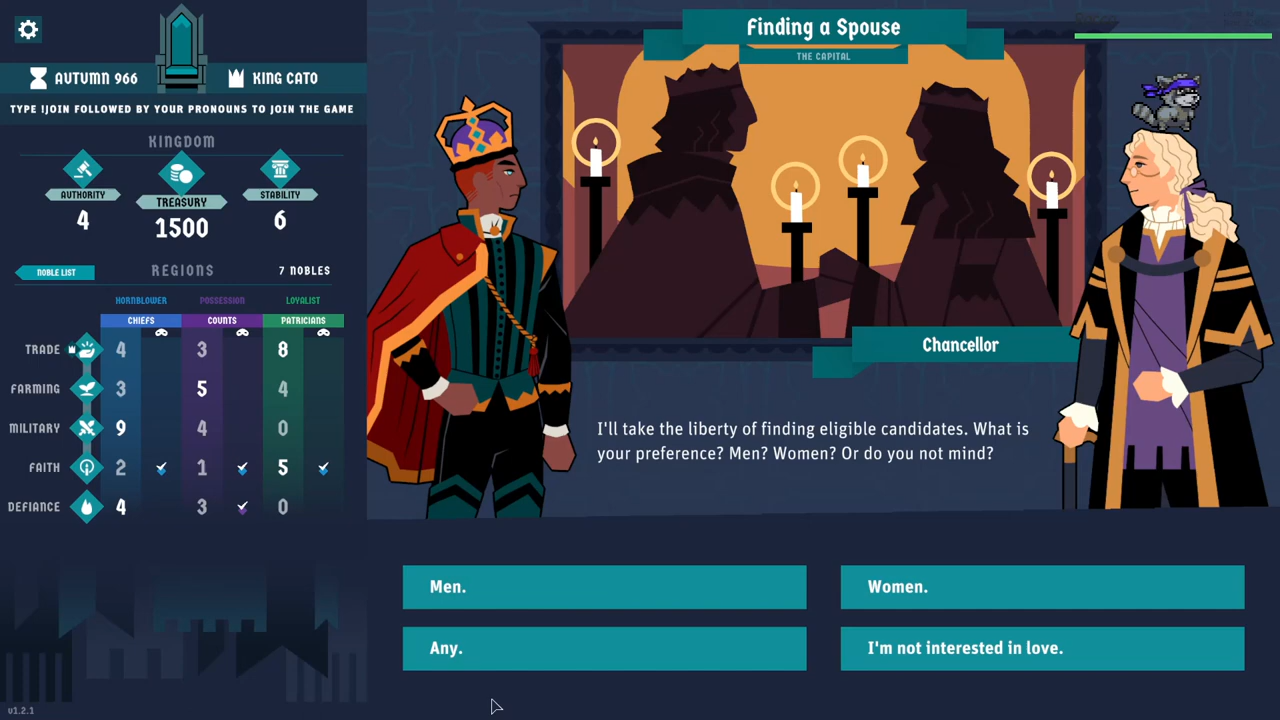 Finding a Spouse
THE CAPITAL
AUTUMN 966
KING CATO
TYPE !JOIN FOLLOWED BY YOUR PRONOUNS TO JOIN THE GAME
KINGDOM
AUTHORITY
TREASURY
STABILITY
4
1500
6
NOBLE LIST
REGIONS
7 NOBLES
HORNBLOWER
POSSESSION
LOYALIST
CHIEFS
COUNTS
PATRICIANS
TRADE 4 3 8
FARMING 3 5 4
MILITARY 9 4 0
FAITH 2 1 5
DEFIANCE 4 3 0
Chancellor
I'll take the liberty of finding eligible candidates. What is
your preference? Men? Women? Or do you not mind?
Men.
Women.
Any.
I'm not interested in love.
v1.2.1